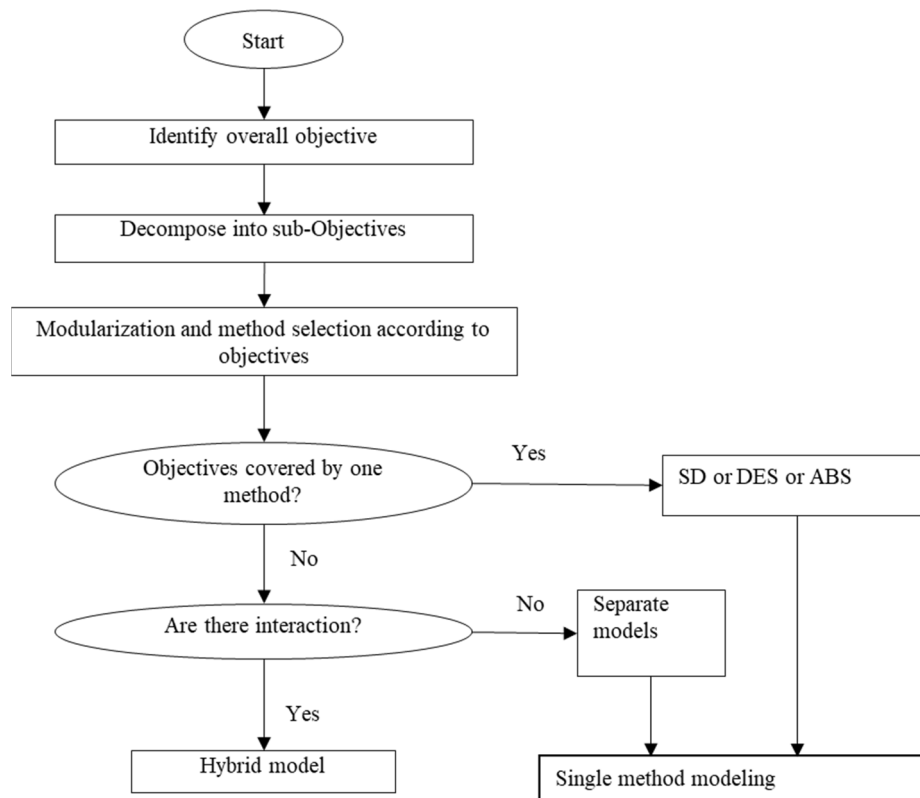 Start
Identify overall objective
Decompose into sub-Objectives
Modularization and method selection according to
objectives
Objectives covered by one
method?
Yes
SD or DES or ABS
No
Are there interaction?
No
Separate
models
Yes
Hybrid model
Single method modeling